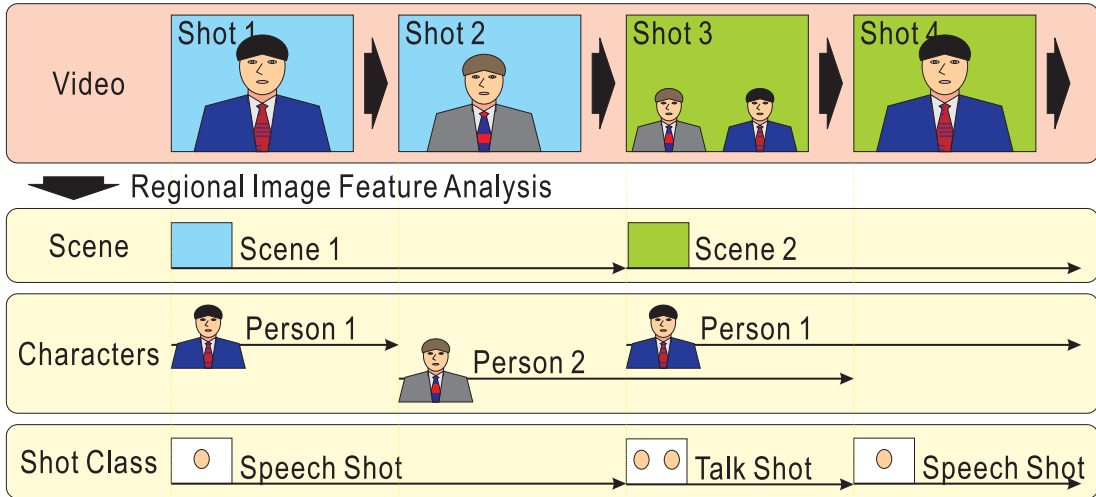 Shot 1
Shot 2
Shot 3
Shot 4
Video
Regional Image Feature Analysis
Scene
Scene 1
Scene 2
Characters
Person 1
Person 2
Person 1
Shot Class
Speech Shot
Talk Shot
Speech Shot